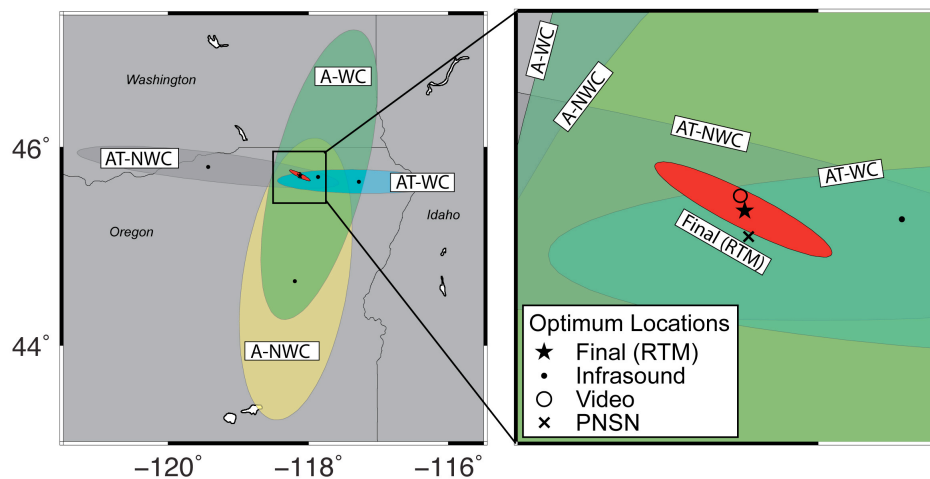 Washington
A-WC
46°
AT-NWC
AT-WC
Oregon
Idaho
44°
A-NWC
−120°
−118°
−116°
A-WC
A-NWC
AT-NWC
AT-WC
Final (RTM)
Optimum Locations
Final (RTM)
Infrasound
Video
PNSN